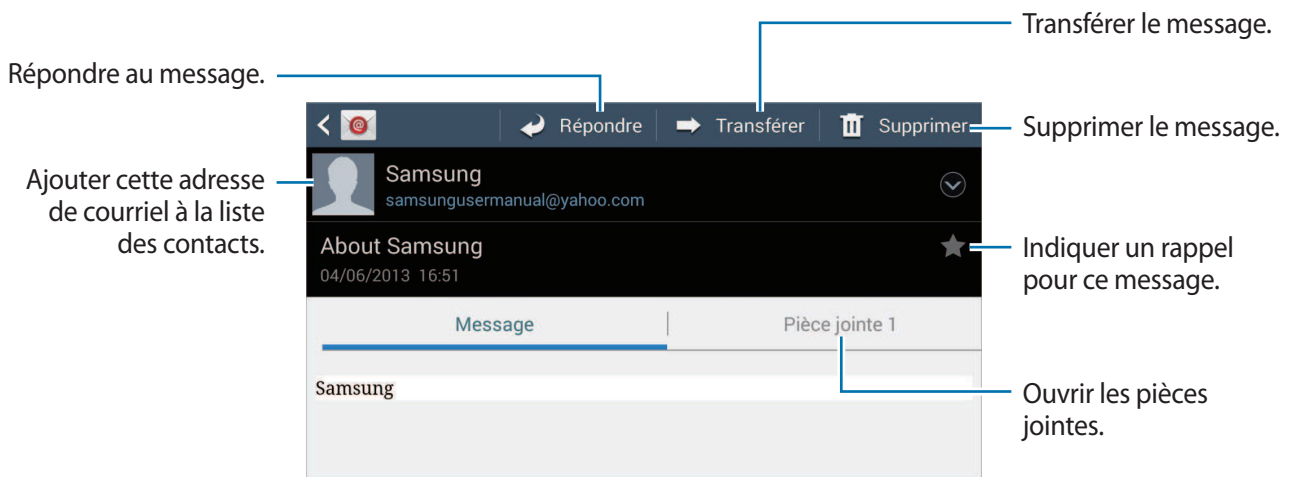 Transférer le message.
Répondre au message.
Répondre
Transférer
Supprimer
Supprimer le message.
Ajouter cette adresse
de courriel à la liste
des contacts.
Samsung
samsungusermanual@yahoo.com
About Samsung
04/06/2013 16:51
Indiquer un rappel
pour ce message.
Message
Pièce jointe 1
Samsung
Ouvrir les pièces
jointes.